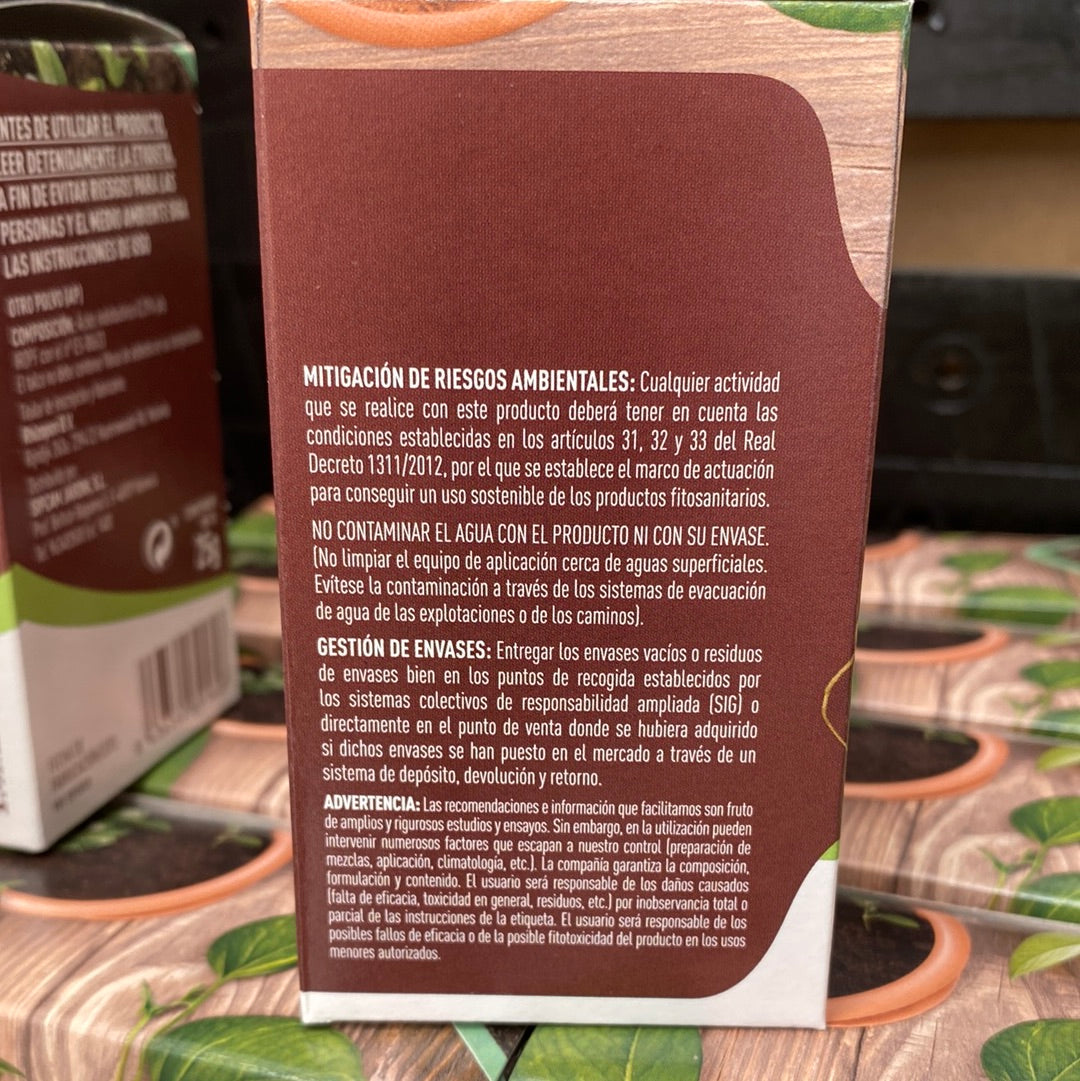 NTES DE UTILIZAR EL PRODUCTO,
EER DETENIDAMENTE LA ETIQUETA
A FIN DE EVITAR RIESGOS PARA LAS
PERSONAS Y EL MEDIO AMBIENTE SIGA
LAS INSTRUCCIONES DE USO
OTRO POLVO (AP)
COMPOSICIÓN:
MITIGACIÓN DE RIESGOS AMBIENTALES: Cualquier actividad
que se realice con este producto deberá tener en cuenta las
condiciones establecidas en los artículos 31, 32 y 33 del Real
Decreto 1311/2012, por el que se establece el marco de actuación
para conseguir un uso sostenible de los productos fitosanitarios.
NO CONTAMINAR EL AGUA CON EL PRODUCTO NI CON SU ENVASE.
(No limpiar el equipo de aplicación cerca de aguas superficiales.
Evítese la contaminación a través de los sistemas de evacuación
de agua de las explotaciones o de los caminos).
GESTIÓN DE ENVASES: Entregar los envases vacíos o residuos
de envases bien en los puntos de recogida establecidos por
los sistemas colectivos de responsabilidad ampliada (SIG) o
directamente en el punto de venta donde se hubiera adquirido
si dichos envases se han puesto en el mercado a través de un
sistema de depósito, devolución y retorno.
ADVERTENCIA: Las recomendaciones e información que facilitamos son fruto
de amplios y rigurosos estudios y ensayos. Sin embargo, en la utilización pueden
intervenir numerosos factores que escapan a nuestro control (preparación de
mezclas, aplicación, climatología, etc.). La compañía garantiza la composición,
formulación y contenido. El usuario será responsable de los daños causados
(falta de eficacia, toxicidad en general, residuos, etc.) por inobservancia total o
parcial de las instrucciones de la etiqueta. El usuario será responsable de los
posibles fallos de eficacia o de la posible fitotoxicidad del producto en los usos
menores autorizados.